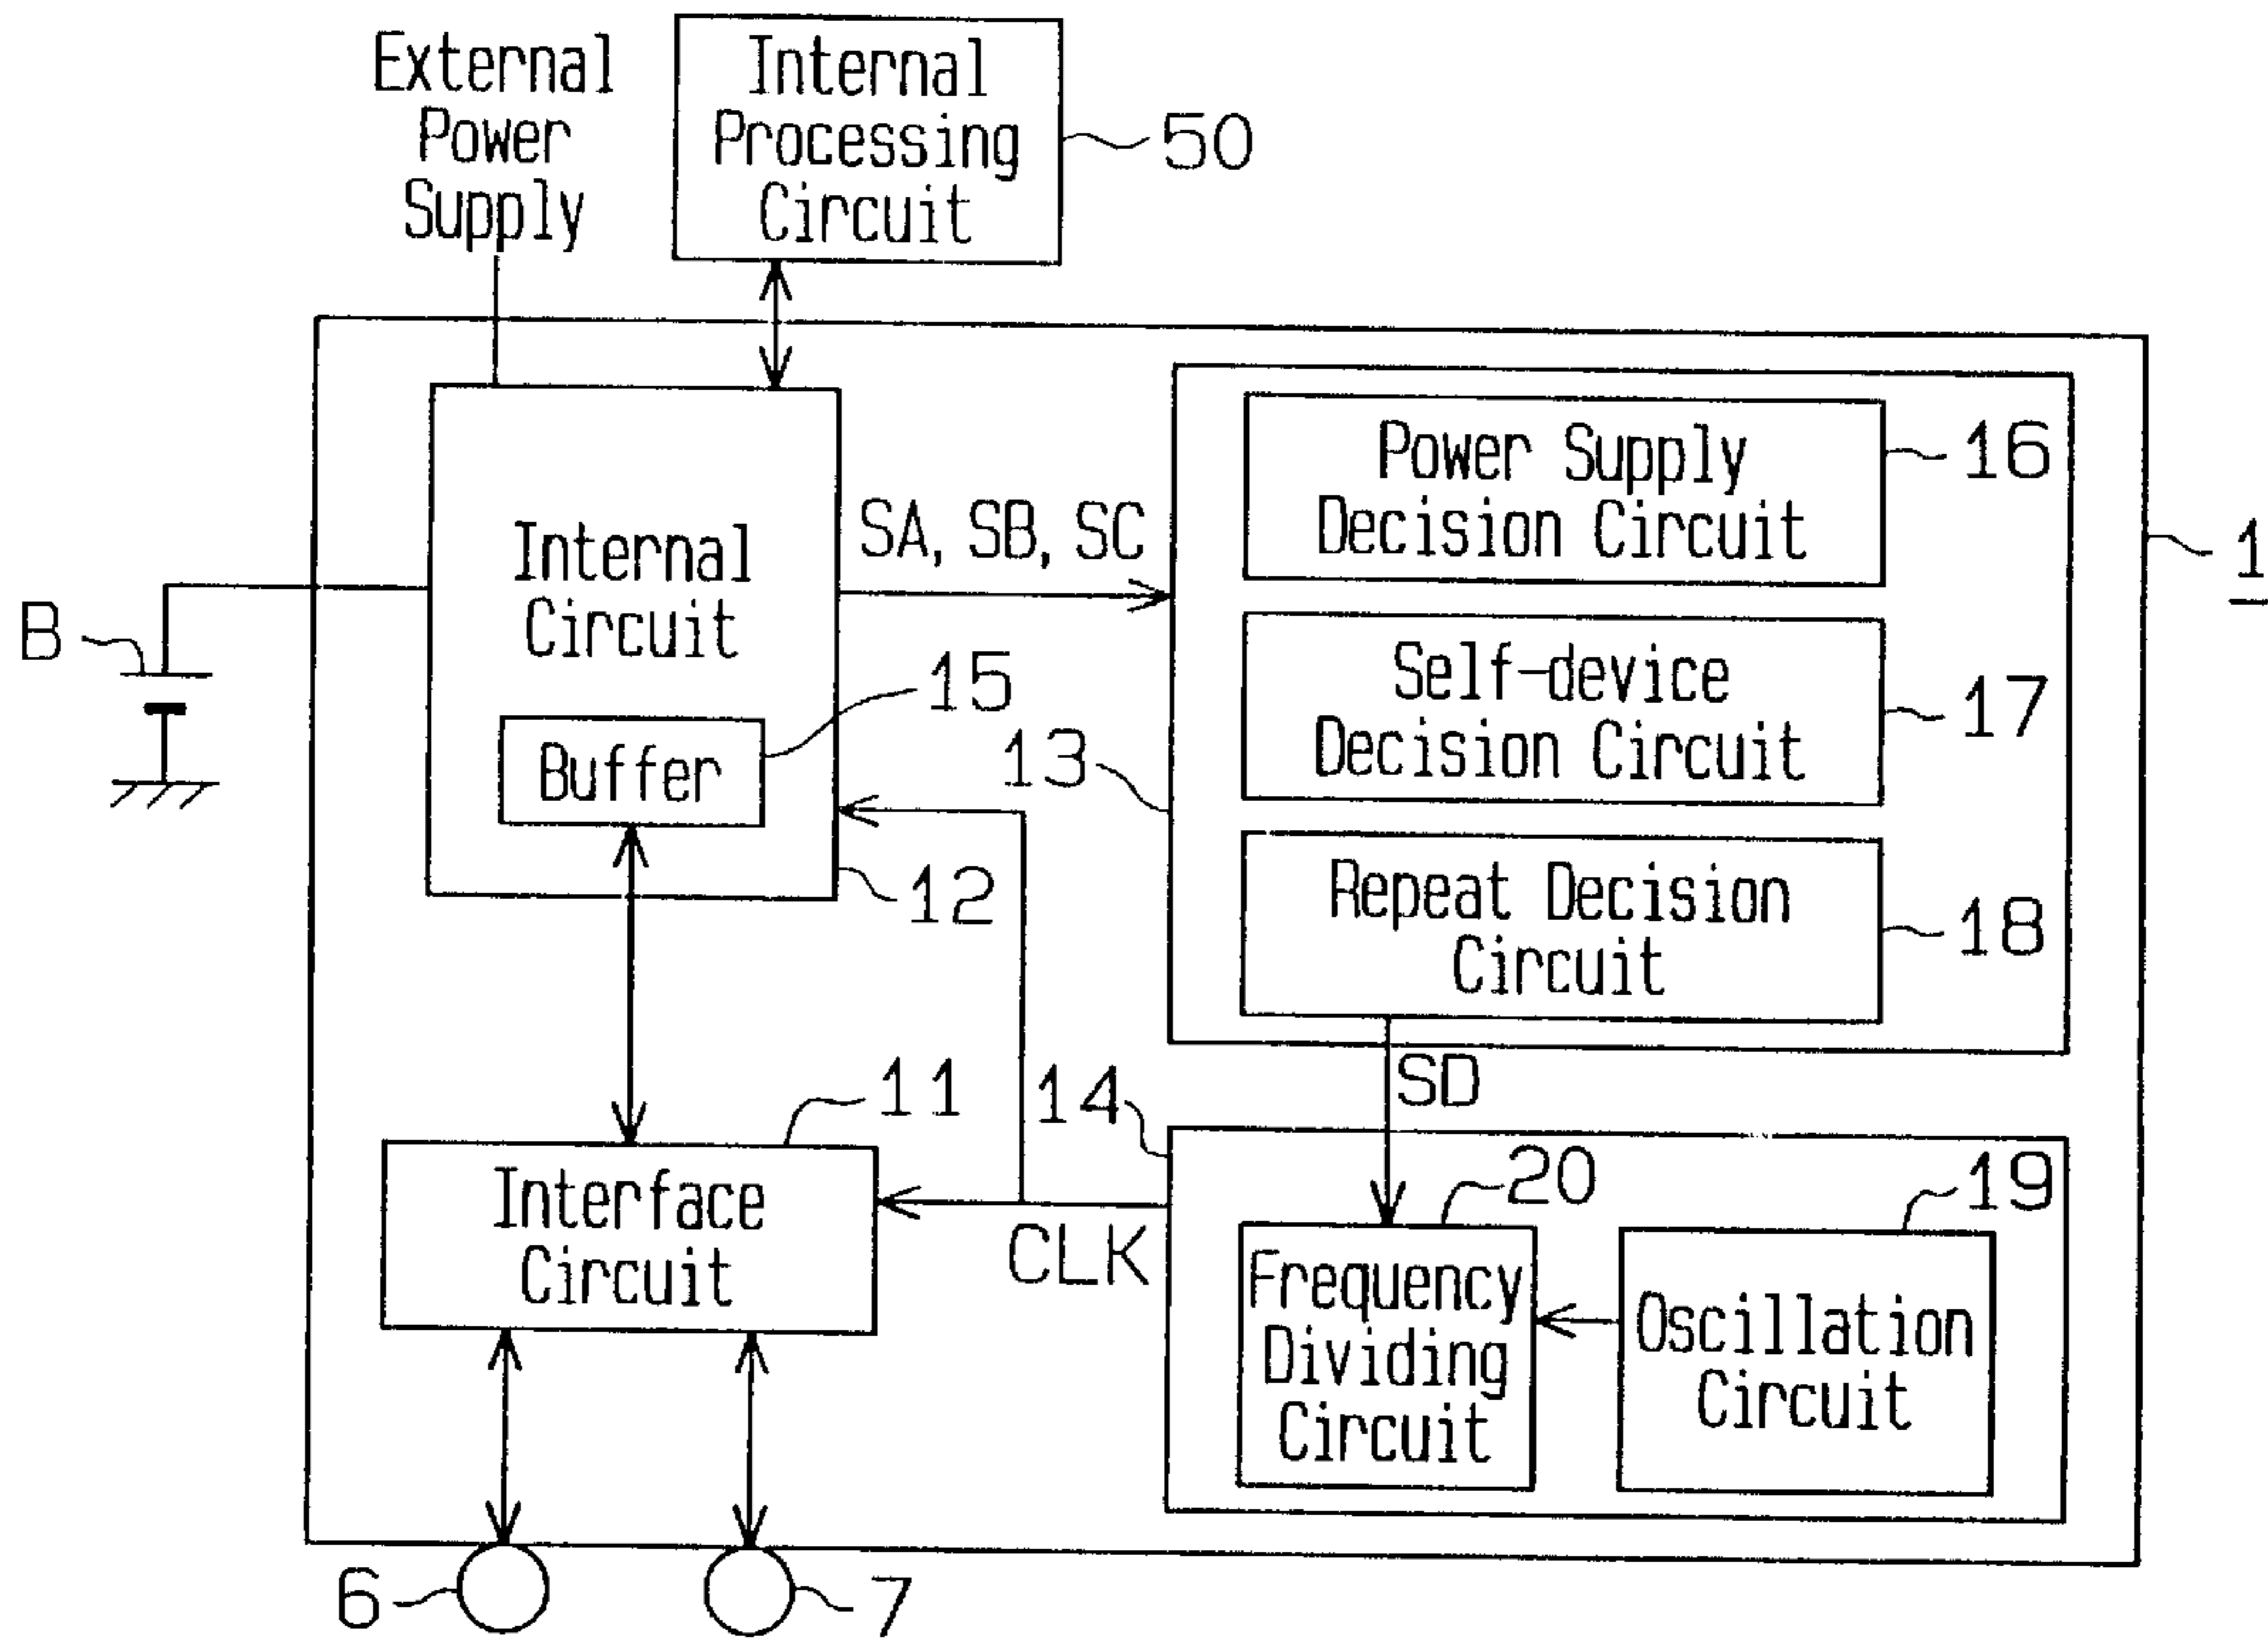 External
Power
Supply
Internal
Processing
Circuit
50
Internal
Circuit
SA, SB, SC
Power Supply
Decision Circuit
16
1
B
Self-device
Decision Circuit
17
15
Buffer
13
12
Repeat Decision
Circuit
18
11
14
SD
Interface
Circuit
CLK
20
19
Frequency
Dividing
Circuit
Oscillation
Circuit
6
7